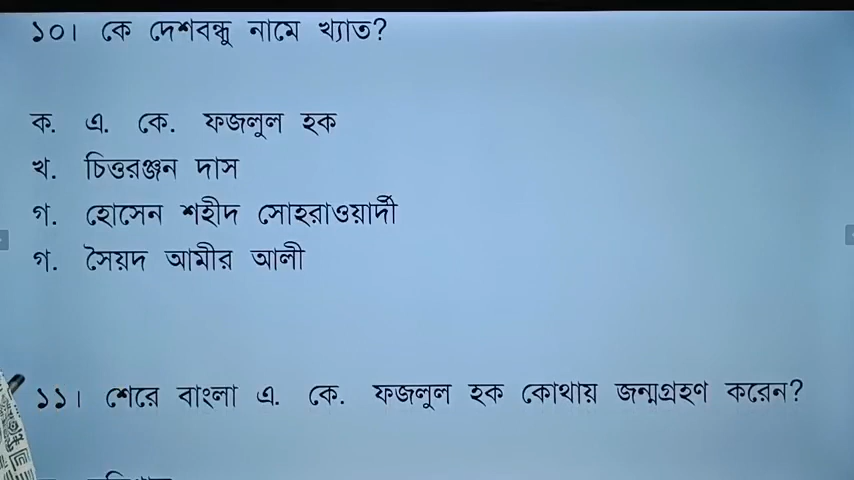 ১০। কে দেশবন্ধু নামে খ্যাত?
ক. এ. কে. ফজলুল হক
খ. চিত্তরঞ্জন দাস
গ. হোসেন শহীদ সোহরাওয়ার্দী
গ. সৈয়দ আমীর আলী
১১। শেরে বাংলা এ. কে. ফজলুল হক কোথায় জন্মগ্রহণ করেন?